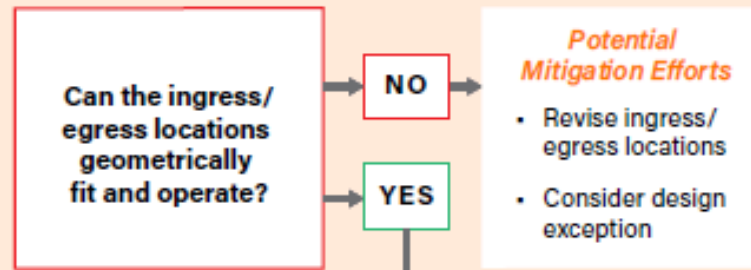 Can the ingress/
egress locations
geometrically
fit and operate?
NO
YES
Potential
Mitigation Efforts
• Revise ingress/
egress locations
• Consider design
exception